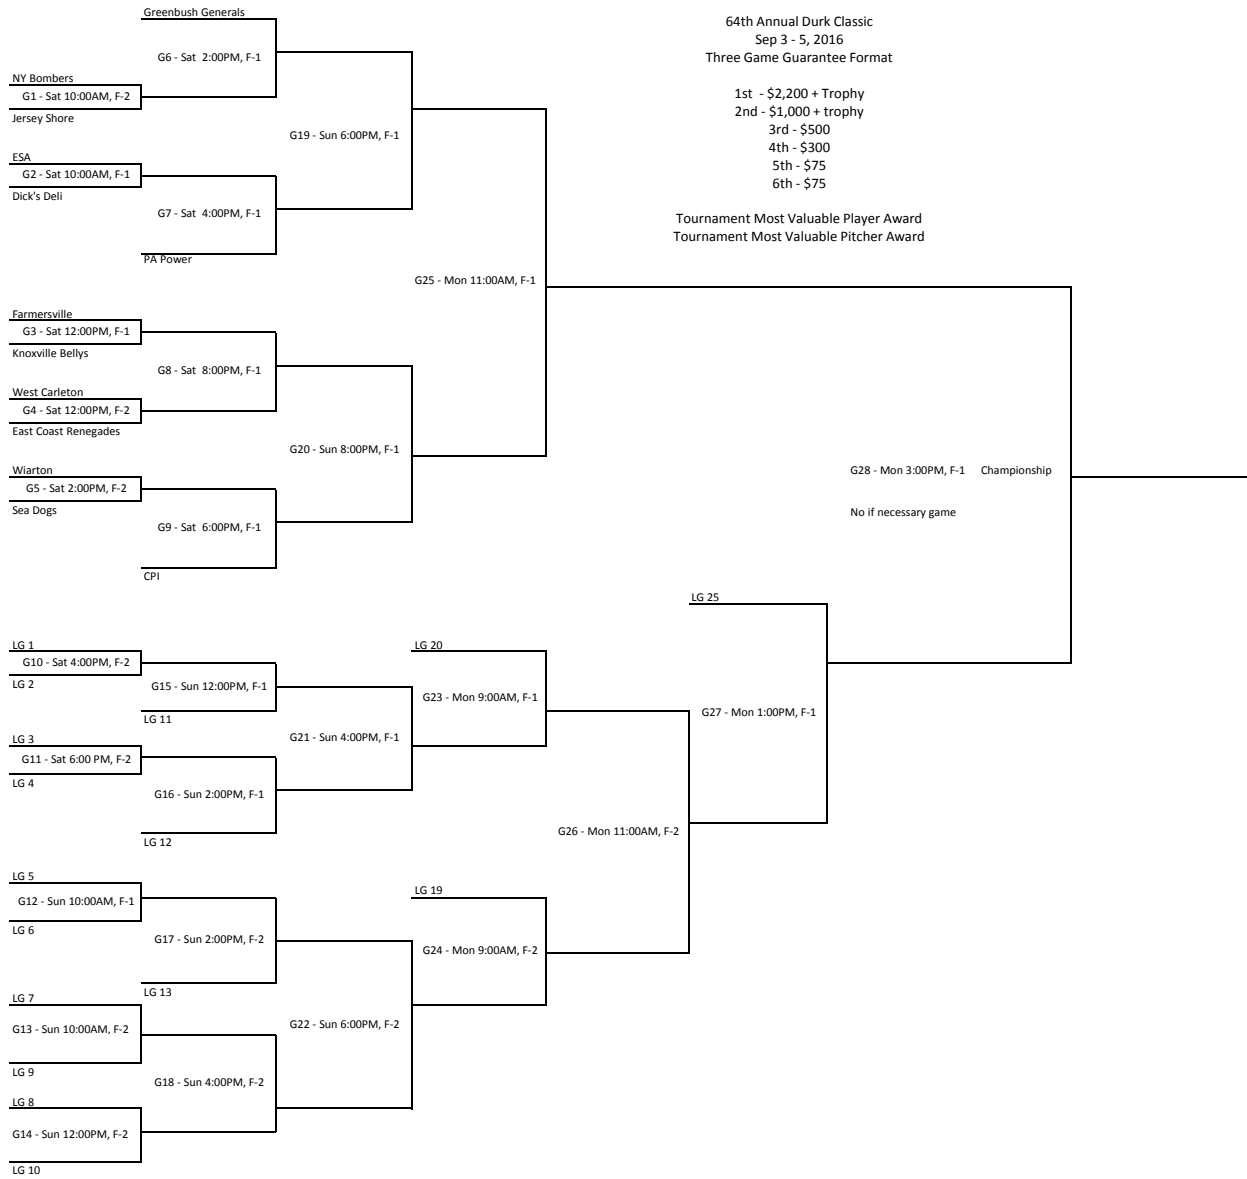 Greenbush Generals
64th Annual Durk Classic
Sep 3 - 5, 2016
Three Game Guarantee Format
1st - $2,200 + Trophy
2nd - $1,000 + trophy
3rd - $500
4th - $300
5th - $75
6th - $75
Tournament Most Valuable Player Award
Tournament Most Valuable Pitcher Award
G6 - Sat 2:00PM, F-1
NY Bombers
G1 - Sat 10:00AM, F-2
Jersey Shore
G19 - Sun 6:00PM, F-1
ESA
G2 - Sat 10:00AM, F-1
Dick's Deli
G7 - Sat 4:00PM, F-1
PA Power
G25 - Mon 11:00AM, F-1
Farmersville
G3 - Sat 12:00PM, F-1
Knoxville Bellys
G8 - Sat 8:00PM, F-1
West Carleton
G4 - Sat 12:00PM, F-2
East Coast Renegades
G20 - Sun 8:00PM, F-1
Wiarton
G5 - Sat 2:00PM, F-2
Sea Dogs
G9 - Sat 6:00PM, F-1
CPI
G28 - Mon 3:00PM, F-1 Championship
No if necessary game
LG 25
LG 1
G10 - Sat 4:00PM, F-2
LG 2
G15 - Sun 12:00PM, F-1
LG 11
LG 20
G23 - Mon 9:00AM, F-1
G27 - Mon 1:00PM, F-1
G21 - Sun 4:00PM, F-1
LG 3
G11 - Sat 6:00 PM, F-2
LG 4
G16 - Sun 2:00PM, F-1
LG 12
G26 - Mon 11:00AM, F-2
LG 5
G12 - Sun 10:00AM, F-1
LG 6
LG 19
G17 - Sun 2:00PM, F-2
G24 - Mon 9:00AM, F-2
LG 13
LG 7
G13 - Sun 10:00AM, F-2
LG 9
G22 - Sun 6:00PM, F-2
G18 - Sun 4:00PM, F-2
LG 8
G14 - Sun 12:00PM, F-2
LG 10